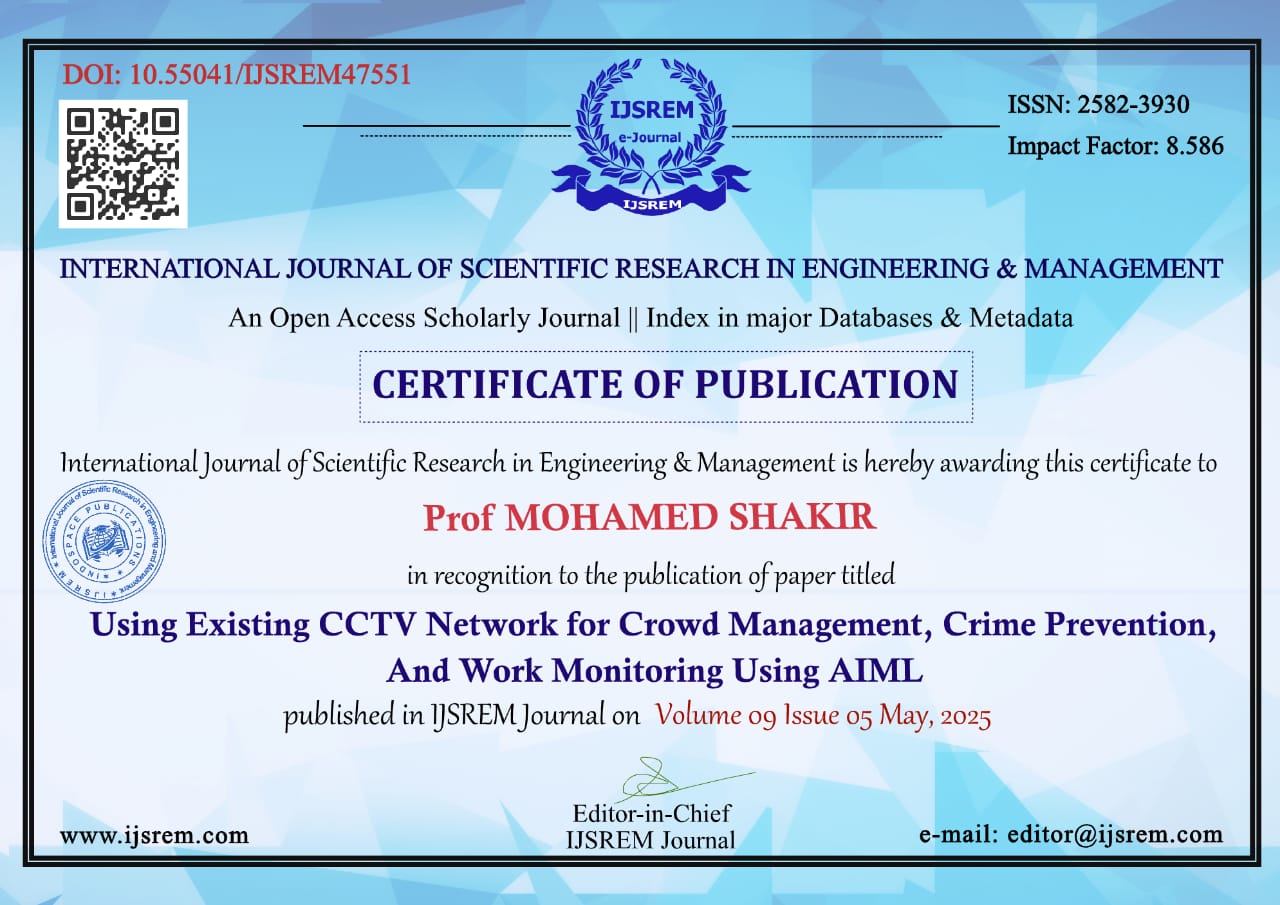 DOI: 10.55041/IJSREM47551
IJSREM
e-Journal
IJSREM
ISSN: 2582-3930
Impact Factor: 8.586
INTERNATIONAL JOURNAL OF SCIENTIFIC RESEARCH IN ENGINEERING & MANAGEMENT
An Open Access Scholarly Journal || Index in major Databases & Metadata
CERTIFICATE OF PUBLICATION
International Journal of Scientific Research in Engineering & Management is hereby awarding this certificate to
International Journal of Scientific Research in Engineering and Management
★ IJSREM ★
INDOSPACE PUBLICATIONS
Prof MOHAMED SHAKIR
in recognition to the publication of paper titled
Using Existing CCTV Network for Crowd Management, Crime Prevention,
And Work Monitoring Using AIML
published in IJSREM Journal on Volume 09 Issue 05 May, 2025
Editor-in-Chief
IJSREM Journal
www.ijsrem.com
e-mail: editor@ijsrem.com